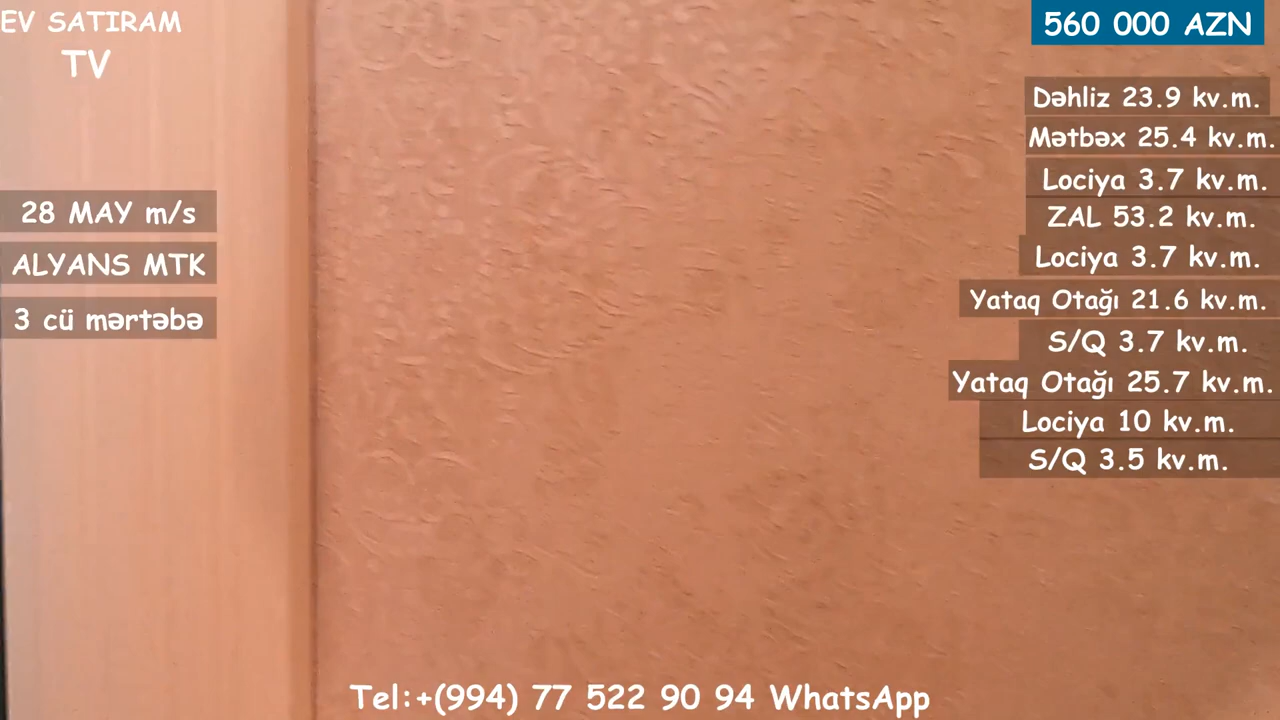 EV SATIRAM
TV
560 000 AZN
Dəhliz 23.9 kv.m.
Mətbəx 25.4 kv.m.
Lociya 3.7 kv.m.
ZAL 53.2 kv.m.
Lociya 3.7 kv.m.
Yataq Otağı 21.6 kv.m.
S/Q 3.7 kv.m.
Yataq Otağı 25.7 kv.m.
Lociya 10 kv.m.
S/Q 3.5 kv.m.
28 MAY m/s
ALYANS MTK
3 cü mərtəbə
Tel:+(994) 77 522 90 94 WhatsApp